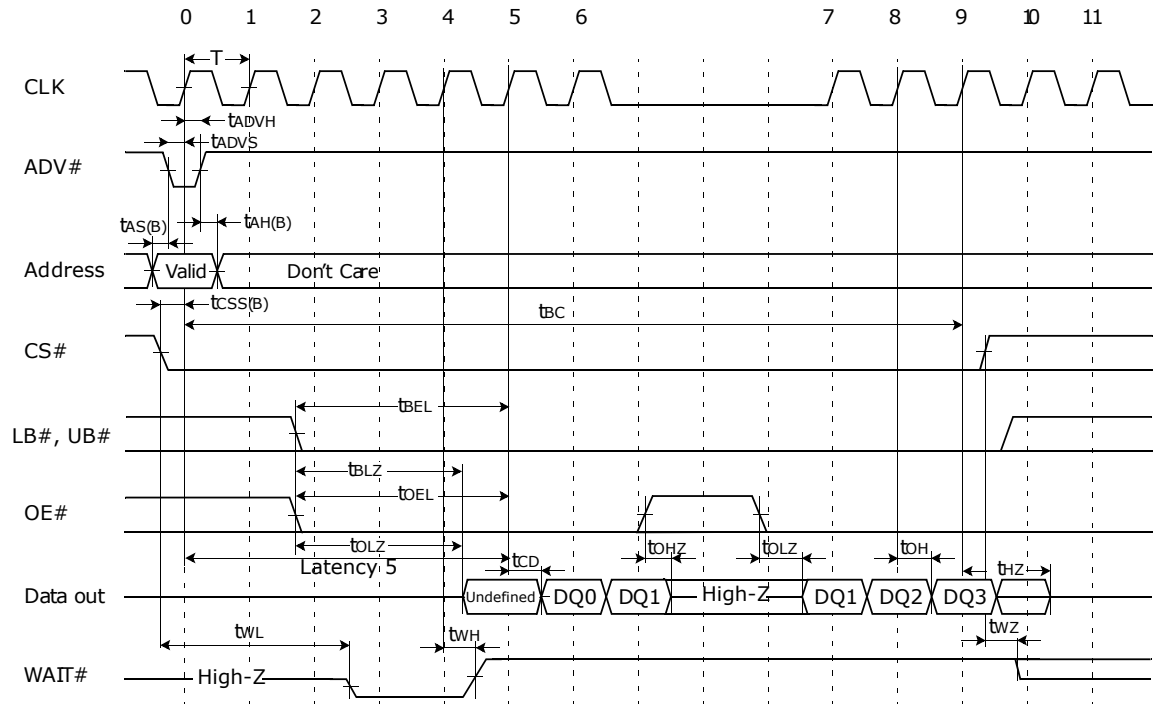 0 1 2 3 4 5 6 7 8 9 10 11
T
CLK
tADVH
tADVS
ADV#
tAS(B)
tAH(B)
Address
Valid
Don't Care
tCSS(B)
tBC
CS#
tBEL
LB#, UB#
tBLZ
tOEL
OE#
tOLZ
tOHZ
tOLZ
tOH
Latency 5
tCD
tHZ
Data out
Undefined
DQ0
DQ1
High-Z
DQ1
DQ2
DQ3
tWL
tWH
tWZ
WAIT#
High-Z